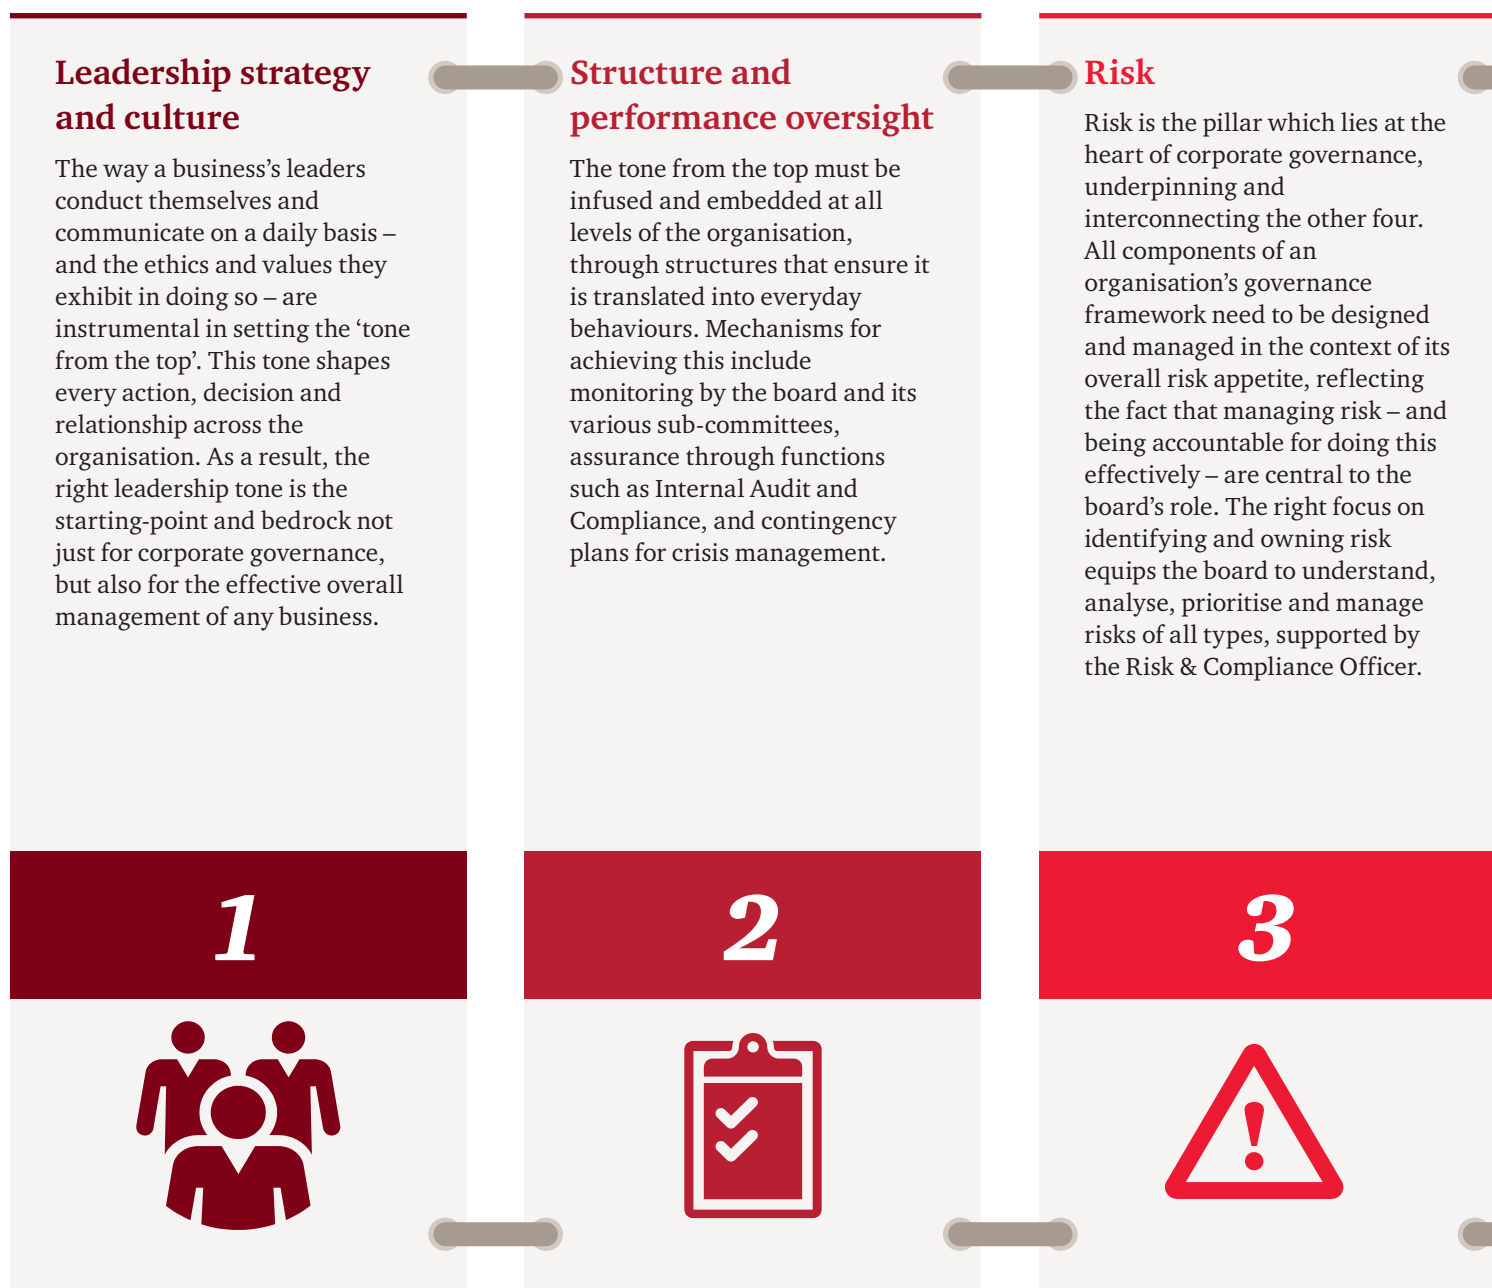 Leadership strategy
and culture
The way a business’s leaders
conduct themselves and
communicate on a daily basis –
and the ethics and values they
exhibit in doing so – are
instrumental in setting the ‘tone
from the top’. This tone shapes
every action, decision and
relationship across the
organisation. As a result, the
right leadership tone is the
starting-point and bedrock not
just for corporate governance,
but also for the effective overall
management of any business.
1
Structure and
performance oversight
The tone from the top must be
infused and embedded at all
levels of the organisation,
through structures that ensure it
is translated into everyday
behaviours. Mechanisms for
achieving this include
monitoring by the board and its
various sub-committees,
assurance through functions
such as Internal Audit and
Compliance, and contingency
plans for crisis management.
2
Risk
Risk is the pillar which lies at the
heart of corporate governance,
underpinning and
interconnecting the other four.
All components of an
organisation’s governance
framework need to be designed
and managed in the context of its
overall risk appetite, reflecting
the fact that managing risk – and
being accountable for doing this
effectively – are central to the
board’s role. The right focus on
identifying and owning risk
equips the board to understand,
analyse, prioritise and manage
risks of all types, supported by
the Risk & Compliance Officer.
3
!